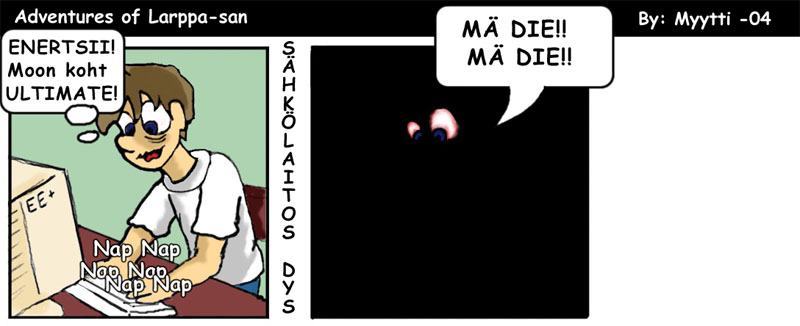 Adventures of Larppa-san
By: Myytti -04
ENERTSII!
Moon koht
ULTIMATE!
EE+
Nap Nap
Nap Nap
Nap Nap
SÄHKÖLAITOS DYS
MÄ DIE!!
MÄ DIE!!